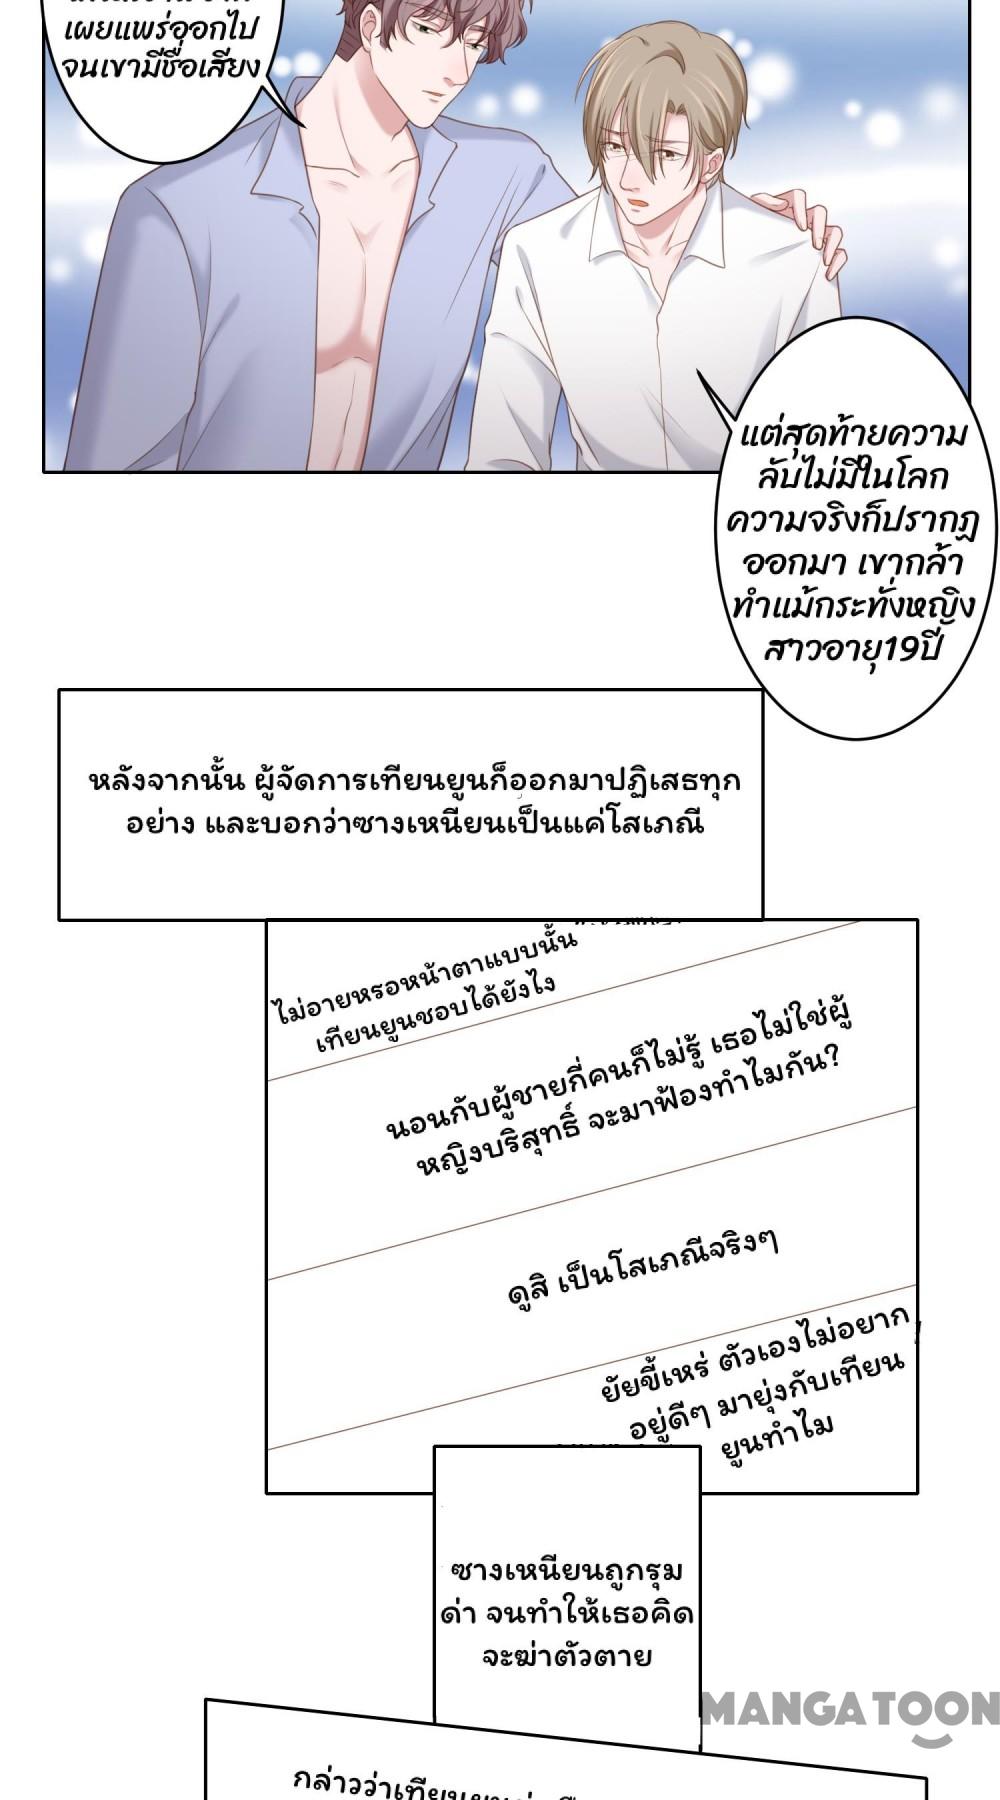 เผยแพร่ออกไป
จนเขามีชื่อเสียง
แต่สุดท้ายความ
ลับไม่มีในโลก
ความจริงก็ปรากฏ
ออกมา เขากล้า
ทำแม้กระทั่งหญิง
สาวอายุ19ปี
หลังจากนั้น ผู้จัดการเทียนยูนก็ออกมาปฏิเสธทุก
อย่าง และบอกว่าซางเหนียนเป็นแค่โสเภณี
ไม่อายหรอหน้าตาแบบนั้น
เทียนยูนชอบได้ยังไง
นอนกับผู้ชายกี่คนก็ไม่รู้ เธอไม่ใช่ผู้
หญิงบริสุทธิ์ จะมาฟ้องทำไมกัน?
ดูสิ เป็นโสเภณีจริงๆ
ยัยขี้เหร่ ตัวเองไม่อยาก
อยู่ดีๆ มายุ่งกับเทียน
ยูนทำไม
ซางเหนียนถูกรุม
ด่า จนทำให้เธอคิด
จะฆ่าตัวตาย
MANGATOON
กล่าวว่าเทียนยูน